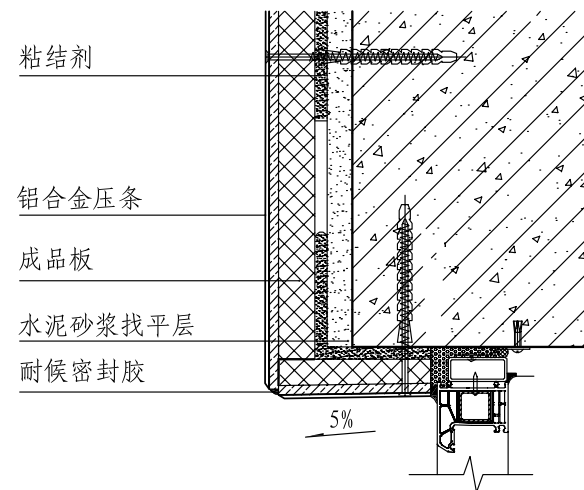 粘结剂
铝合金压条
成品板
水泥砂浆找平层
耐候密封胶
5%